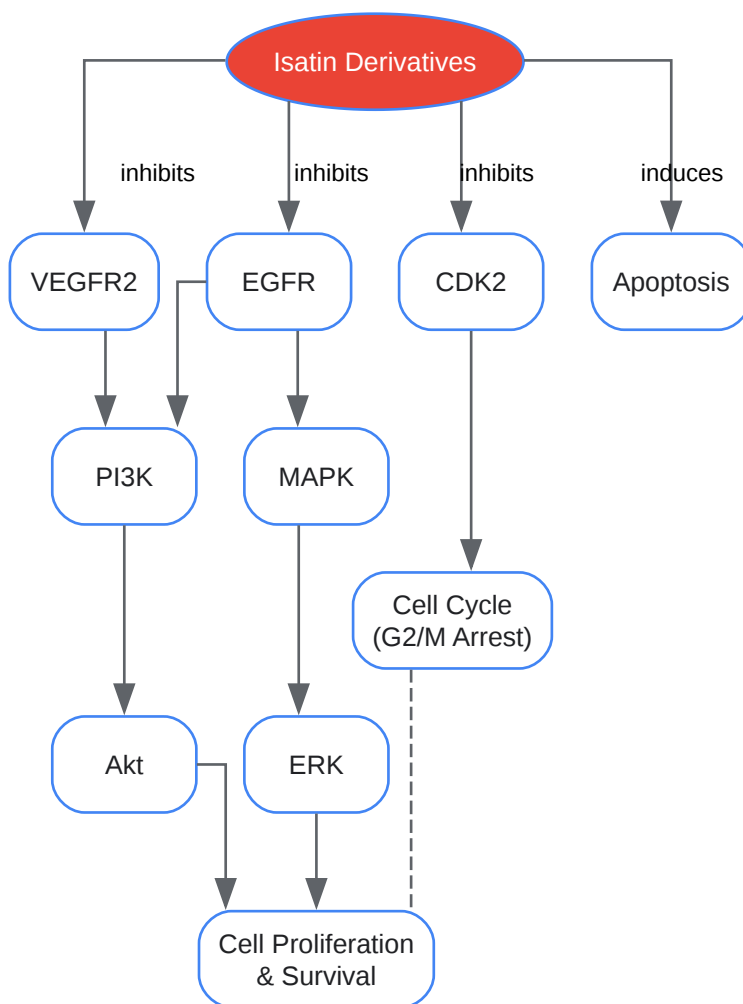 Isatin Derivatives
inhibits
inhibits
inhibits
induces
VEGFR2
EGFR
CDK2
Apoptosis
PI3K
MAPK
Cell Cycle
(G2/M Arrest)
Akt
ERK
Cell Proliferation
& Survival